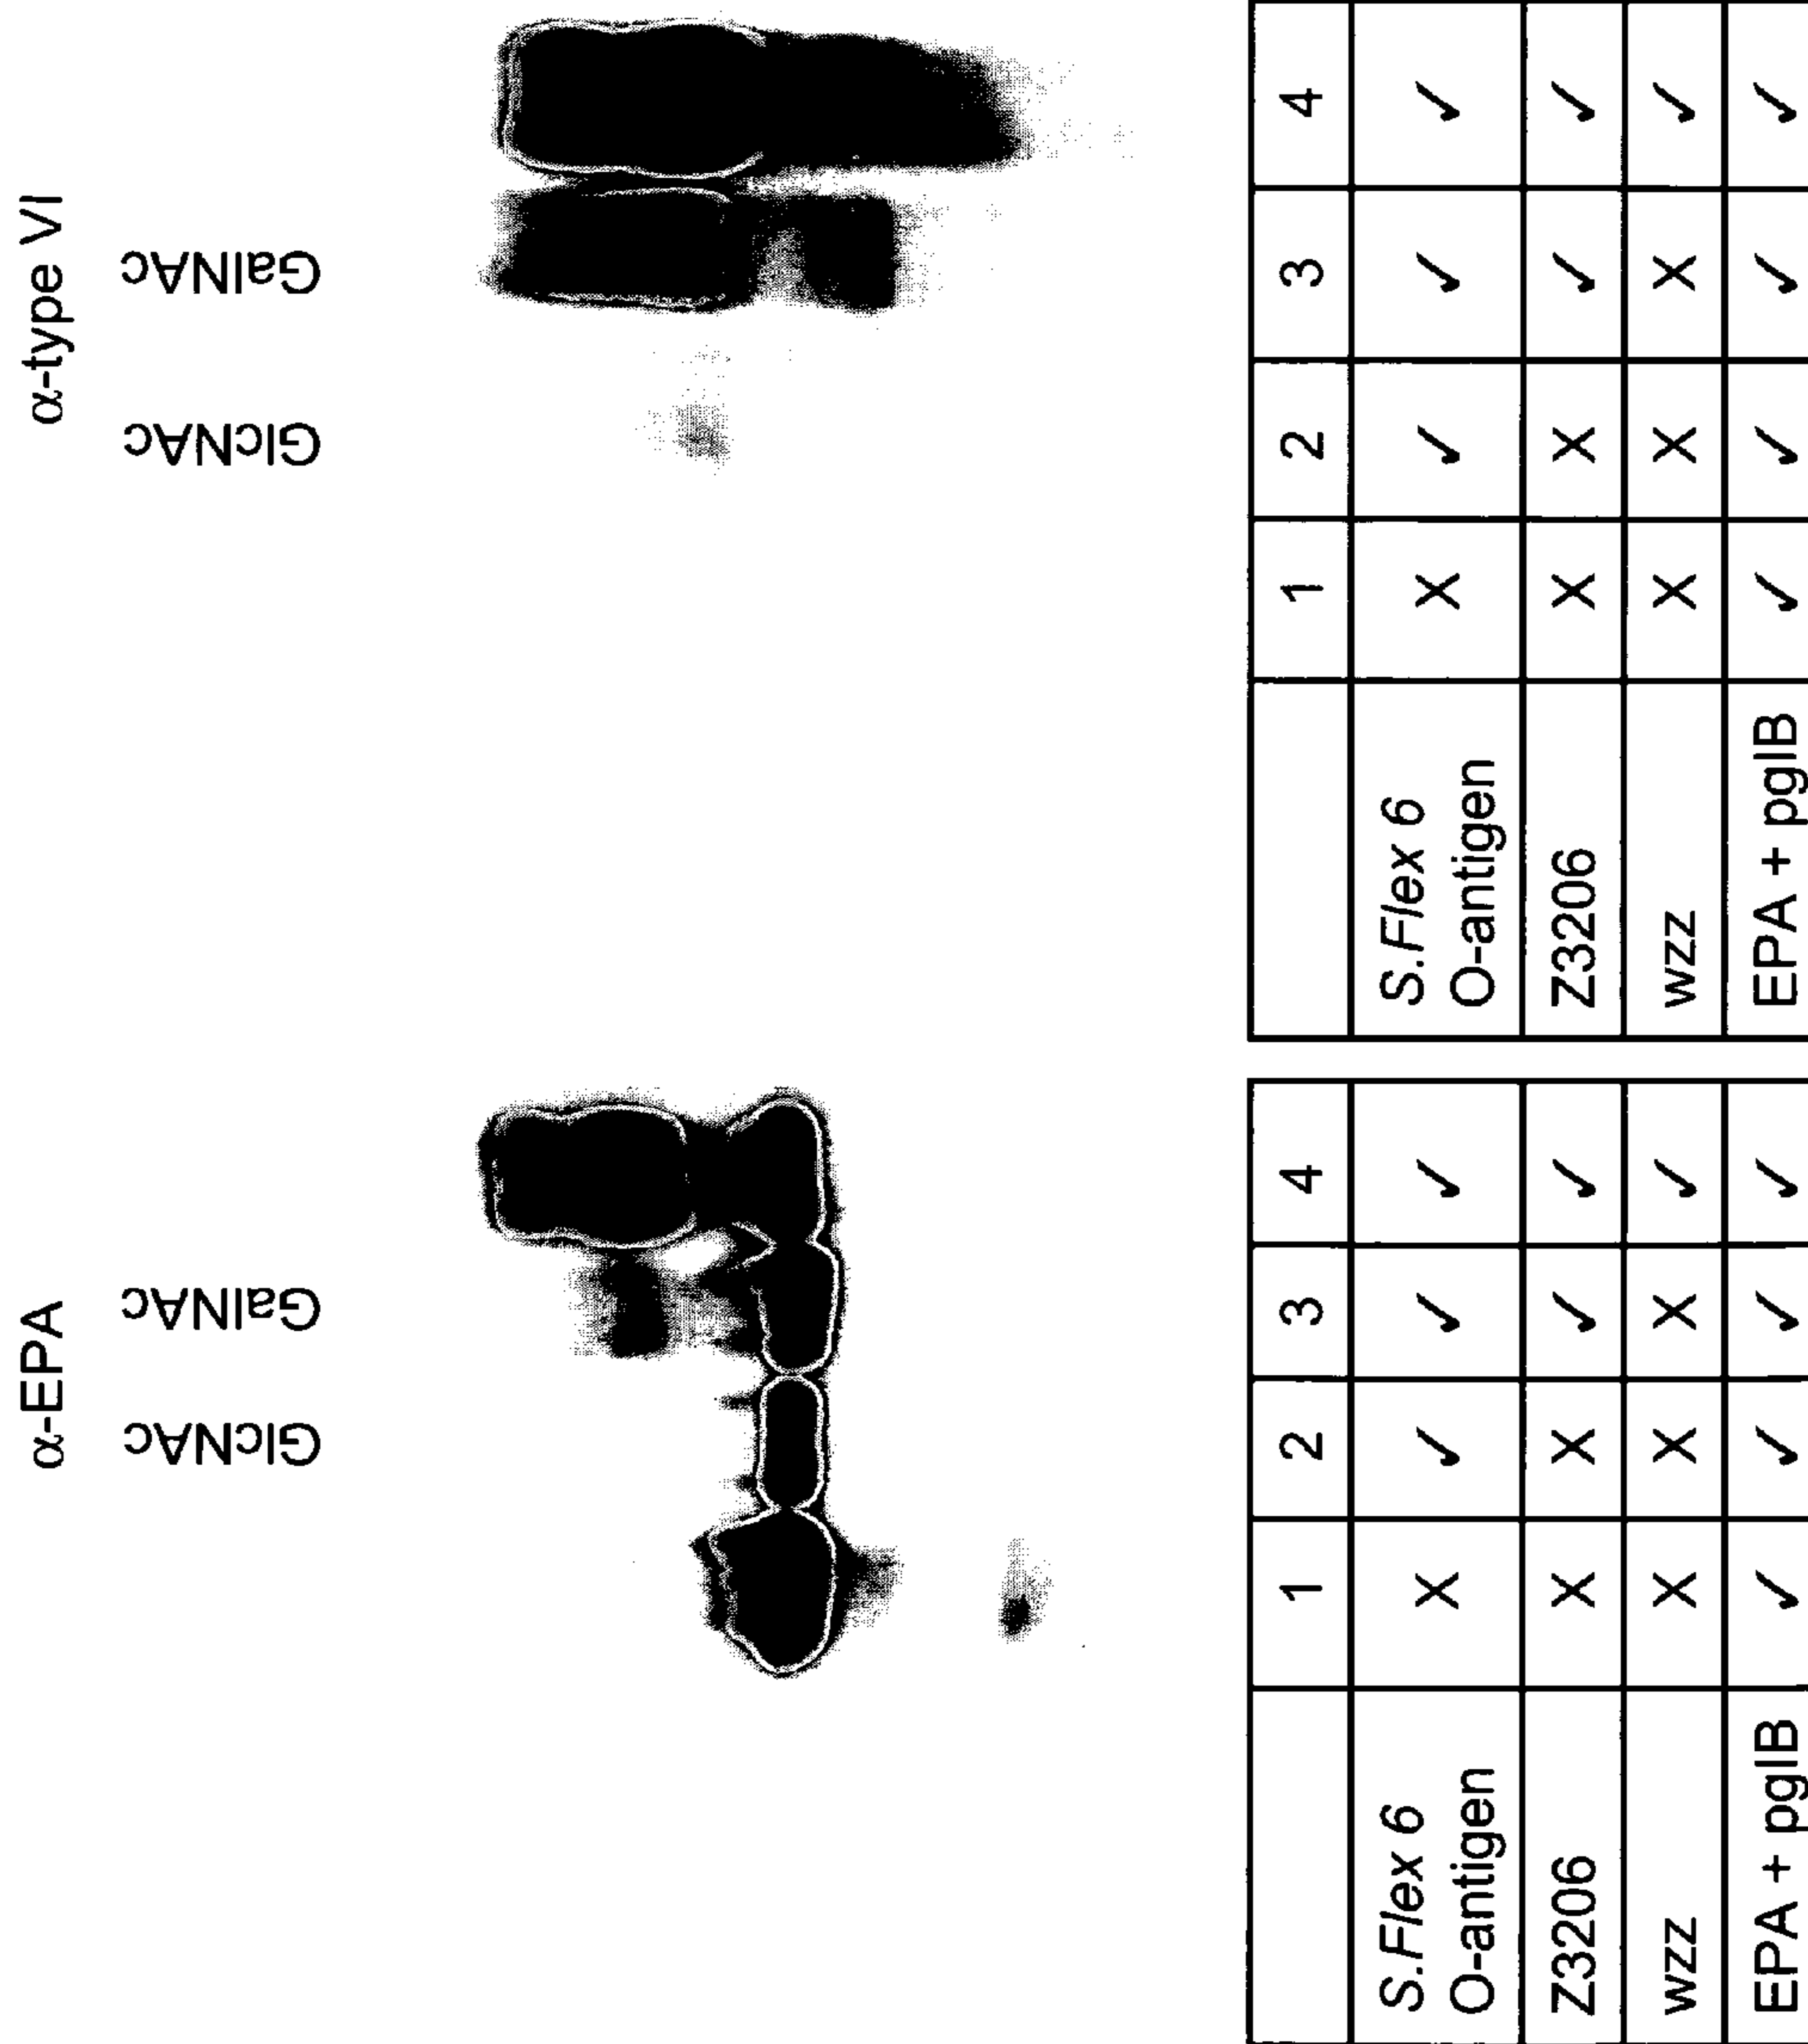 α-EPA
GlcNAc
GalNAc
1 2 3 4
S.Flex 6
O-antigen X ✓ ✓ ✓
Z3206 X X ✓ ✓
wzz X X X ✓
EPA + pglB ✓ ✓ ✓ ✓
α-type VI
GlcNAc
GalNAc
1 2 3 4
S.Flex 6
O-antigen X ✓ ✓ ✓
Z3206 X X ✓ ✓
wzz X X X ✓
EPA + pglB ✓ ✓ ✓ ✓